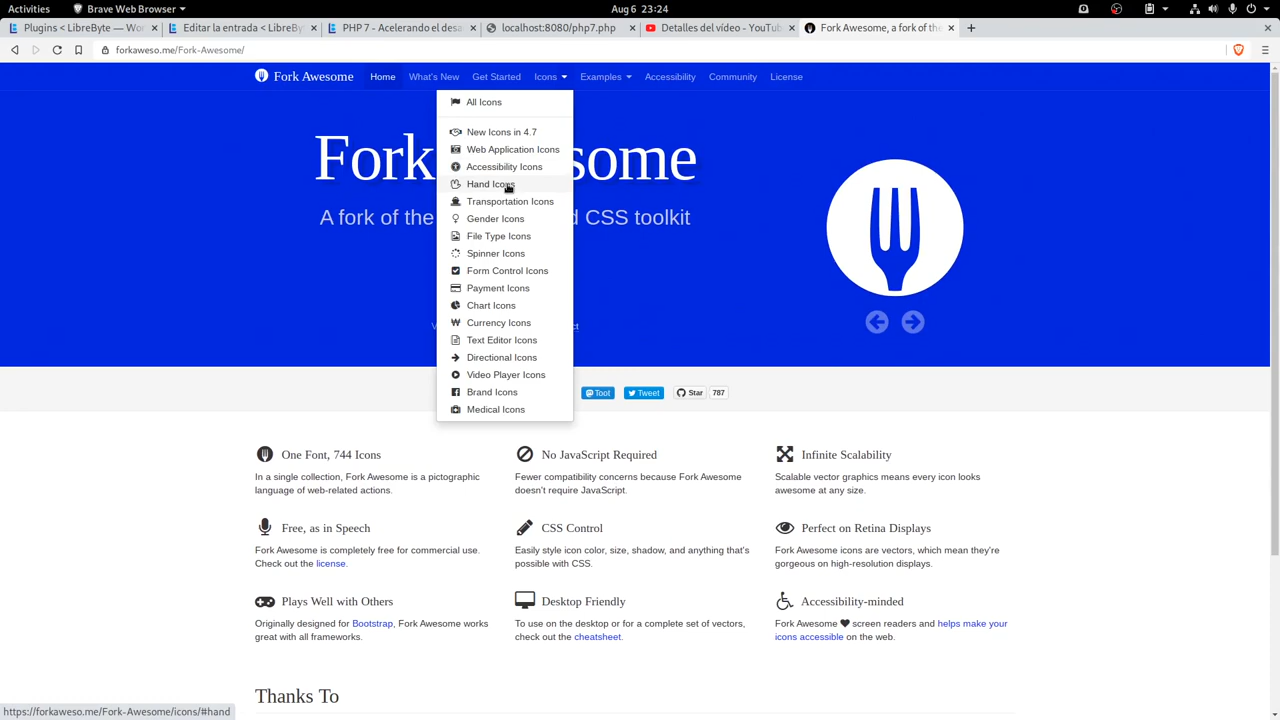 Activities
Brave Web Browser
Aug 6 23:24
Plugins < LibreByte — Wo
Editar la entrada < LibreBy
PHP 7 - Acelerando el desa
localhost:8080/php7.php
Detalles del vídeo - YouTu
Fork Awesome, a fork of the
forkaweso.me/Fork-Awesome/
Fork Awesome
Home
What's New
Get Started
Icons
Examples
Accessibility
Community
License
All Icons
New Icons in 4.7
Web Application Icons
Accessibility Icons
Hand Icons
Transportation Icons
Gender Icons
File Type Icons
Spinner Icons
Form Control Icons
Payment Icons
Chart Icons
Currency Icons
Text Editor Icons
Directional Icons
Video Player Icons
Brand Icons
Medical Icons
Fork some
A fork of the d CSS toolkit
Toot
Tweet
Star
787
One Font, 744 Icons
In a single collection, Fork Awesome is a pictographic
language of web-related actions.
No JavaScript Required
Fewer compatibility concerns because Fork Awesome
doesn't require JavaScript.
Infinite Scalability
Scalable vector graphics means every icon looks
awesome at any size.
Free, as in Speech
Fork Awesome is completely free for commercial use.
Check out the license.
CSS Control
Easily style icon color, size, shadow, and anything that's
possible with CSS.
Perfect on Retina Displays
Fork Awesome icons are vectors, which mean they're
gorgeous on high-resolution displays.
Plays Well with Others
Originally designed for Bootstrap, Fork Awesome works
great with all frameworks.
Desktop Friendly
To use on the desktop or for a complete set of vectors,
check out the cheatsheet.
Accessibility-minded
Fork Awesome screen readers and helps make your
icons accessible on the web.
Thanks To
https://forkaweso.me/Fork-Awesome/icons/#hand